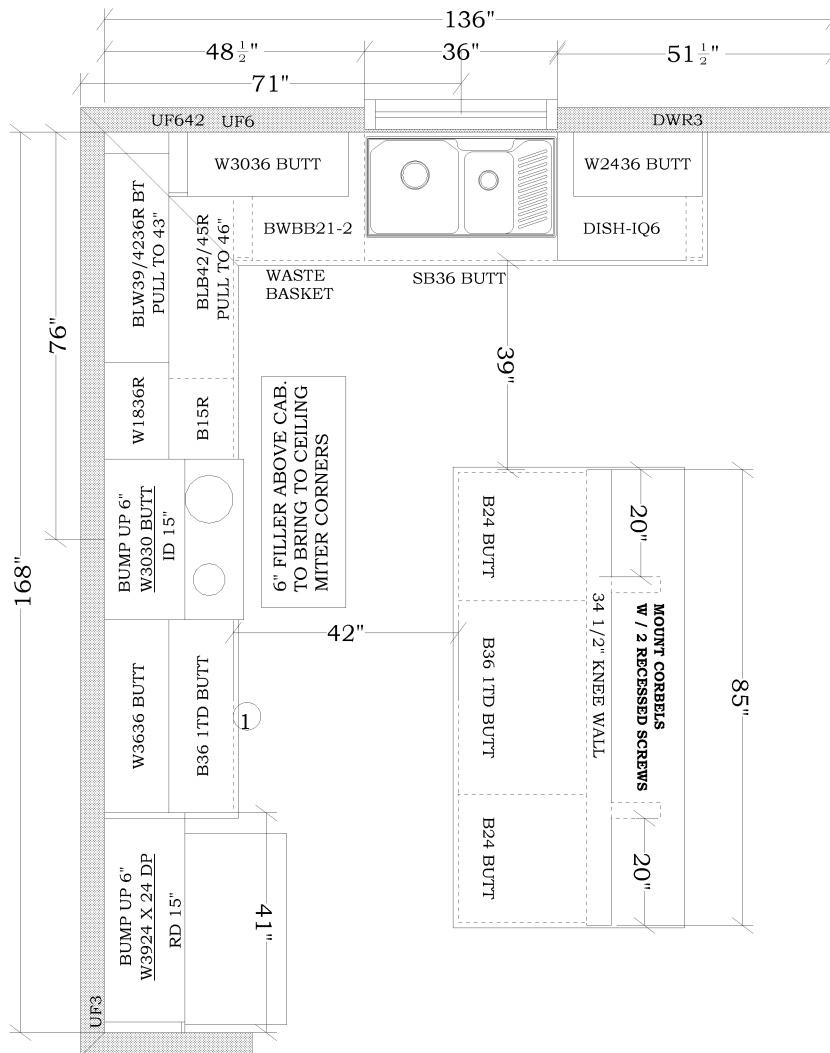 136"
48 1/2"
36"
51 1/2"
71"
UF642 UF6
DWR3
W3036 BUTT
W2436 BUTT
BLW39/4236R BT
PULL TO 43"
BLB42/45R
PULL TO 46"
BWBB21-2
DISH-IQ6
WASTE
BASKET
SB36 BUTT
76"
39"
W1836R
B15R
6" FILLER ABOVE CAB.
TO BRING TO CEILING
MITER CORNERS
168"
BUMP UP 6"
W3030 BUTT
ID 15"
B24 BUTT
20"
34 1/2" KNEE WALL
MOUNT CORBELS
W / 2 RECESSED SCREWS
42"
85"
W3636 BUTT
B36 1TD BUTT
1
B36 1TD BUTT
B24 BUTT
20"
BUMP UP 6"
W3924 X 24 DP
RD 15"
41"
UF3